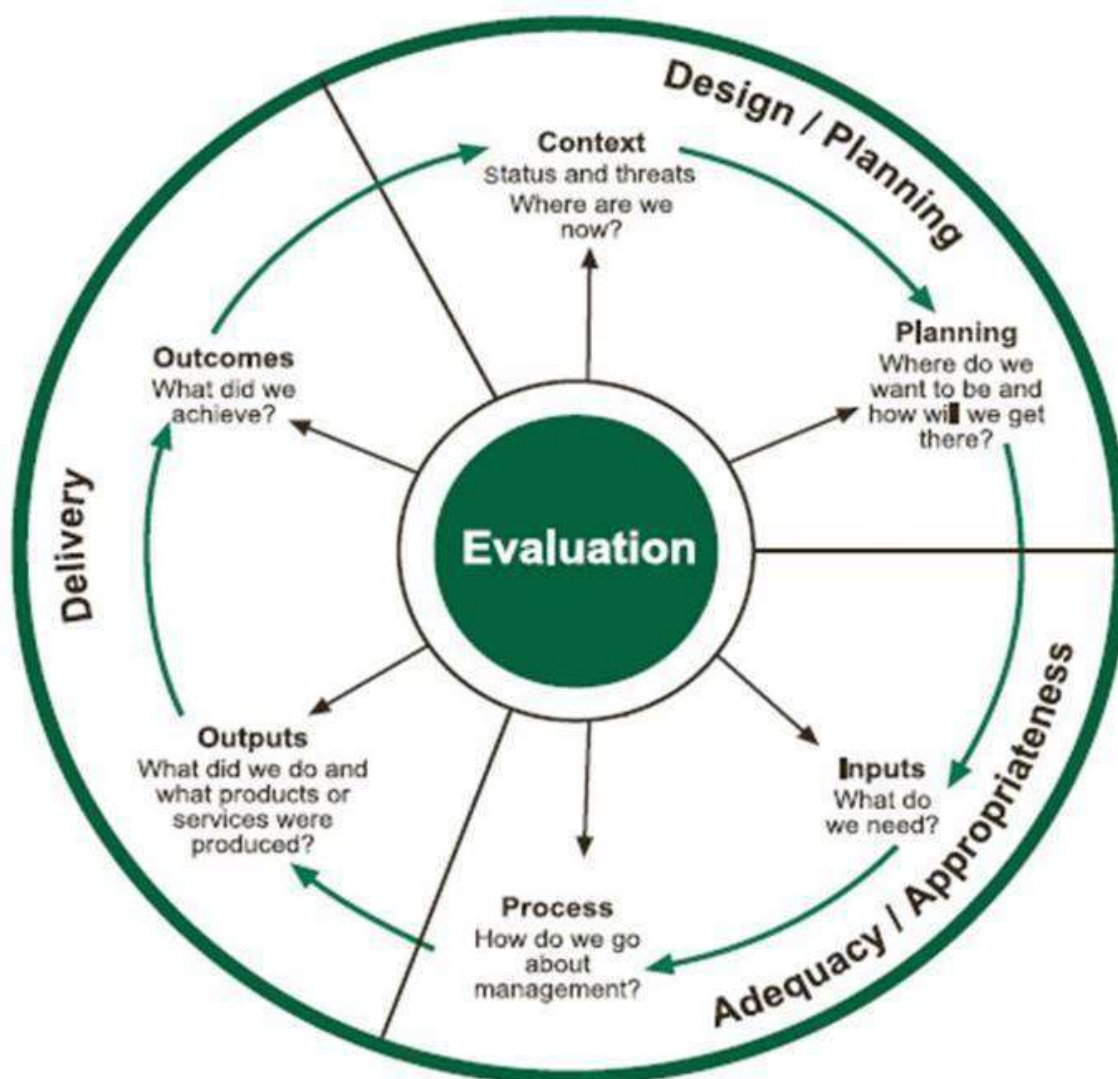 Design / Planning
Context
Status and threats
Where are we
now?
Planning
Where do we
want to be and
how will we get
there?
Outcomes
What did we
achieve?
Delivery
Evaluation
Outputs
What did we do and
what products or
services were
produced?
Inputs
What do
we need?
Process
How do we go
about
management?
Adequacy / Appropriateness